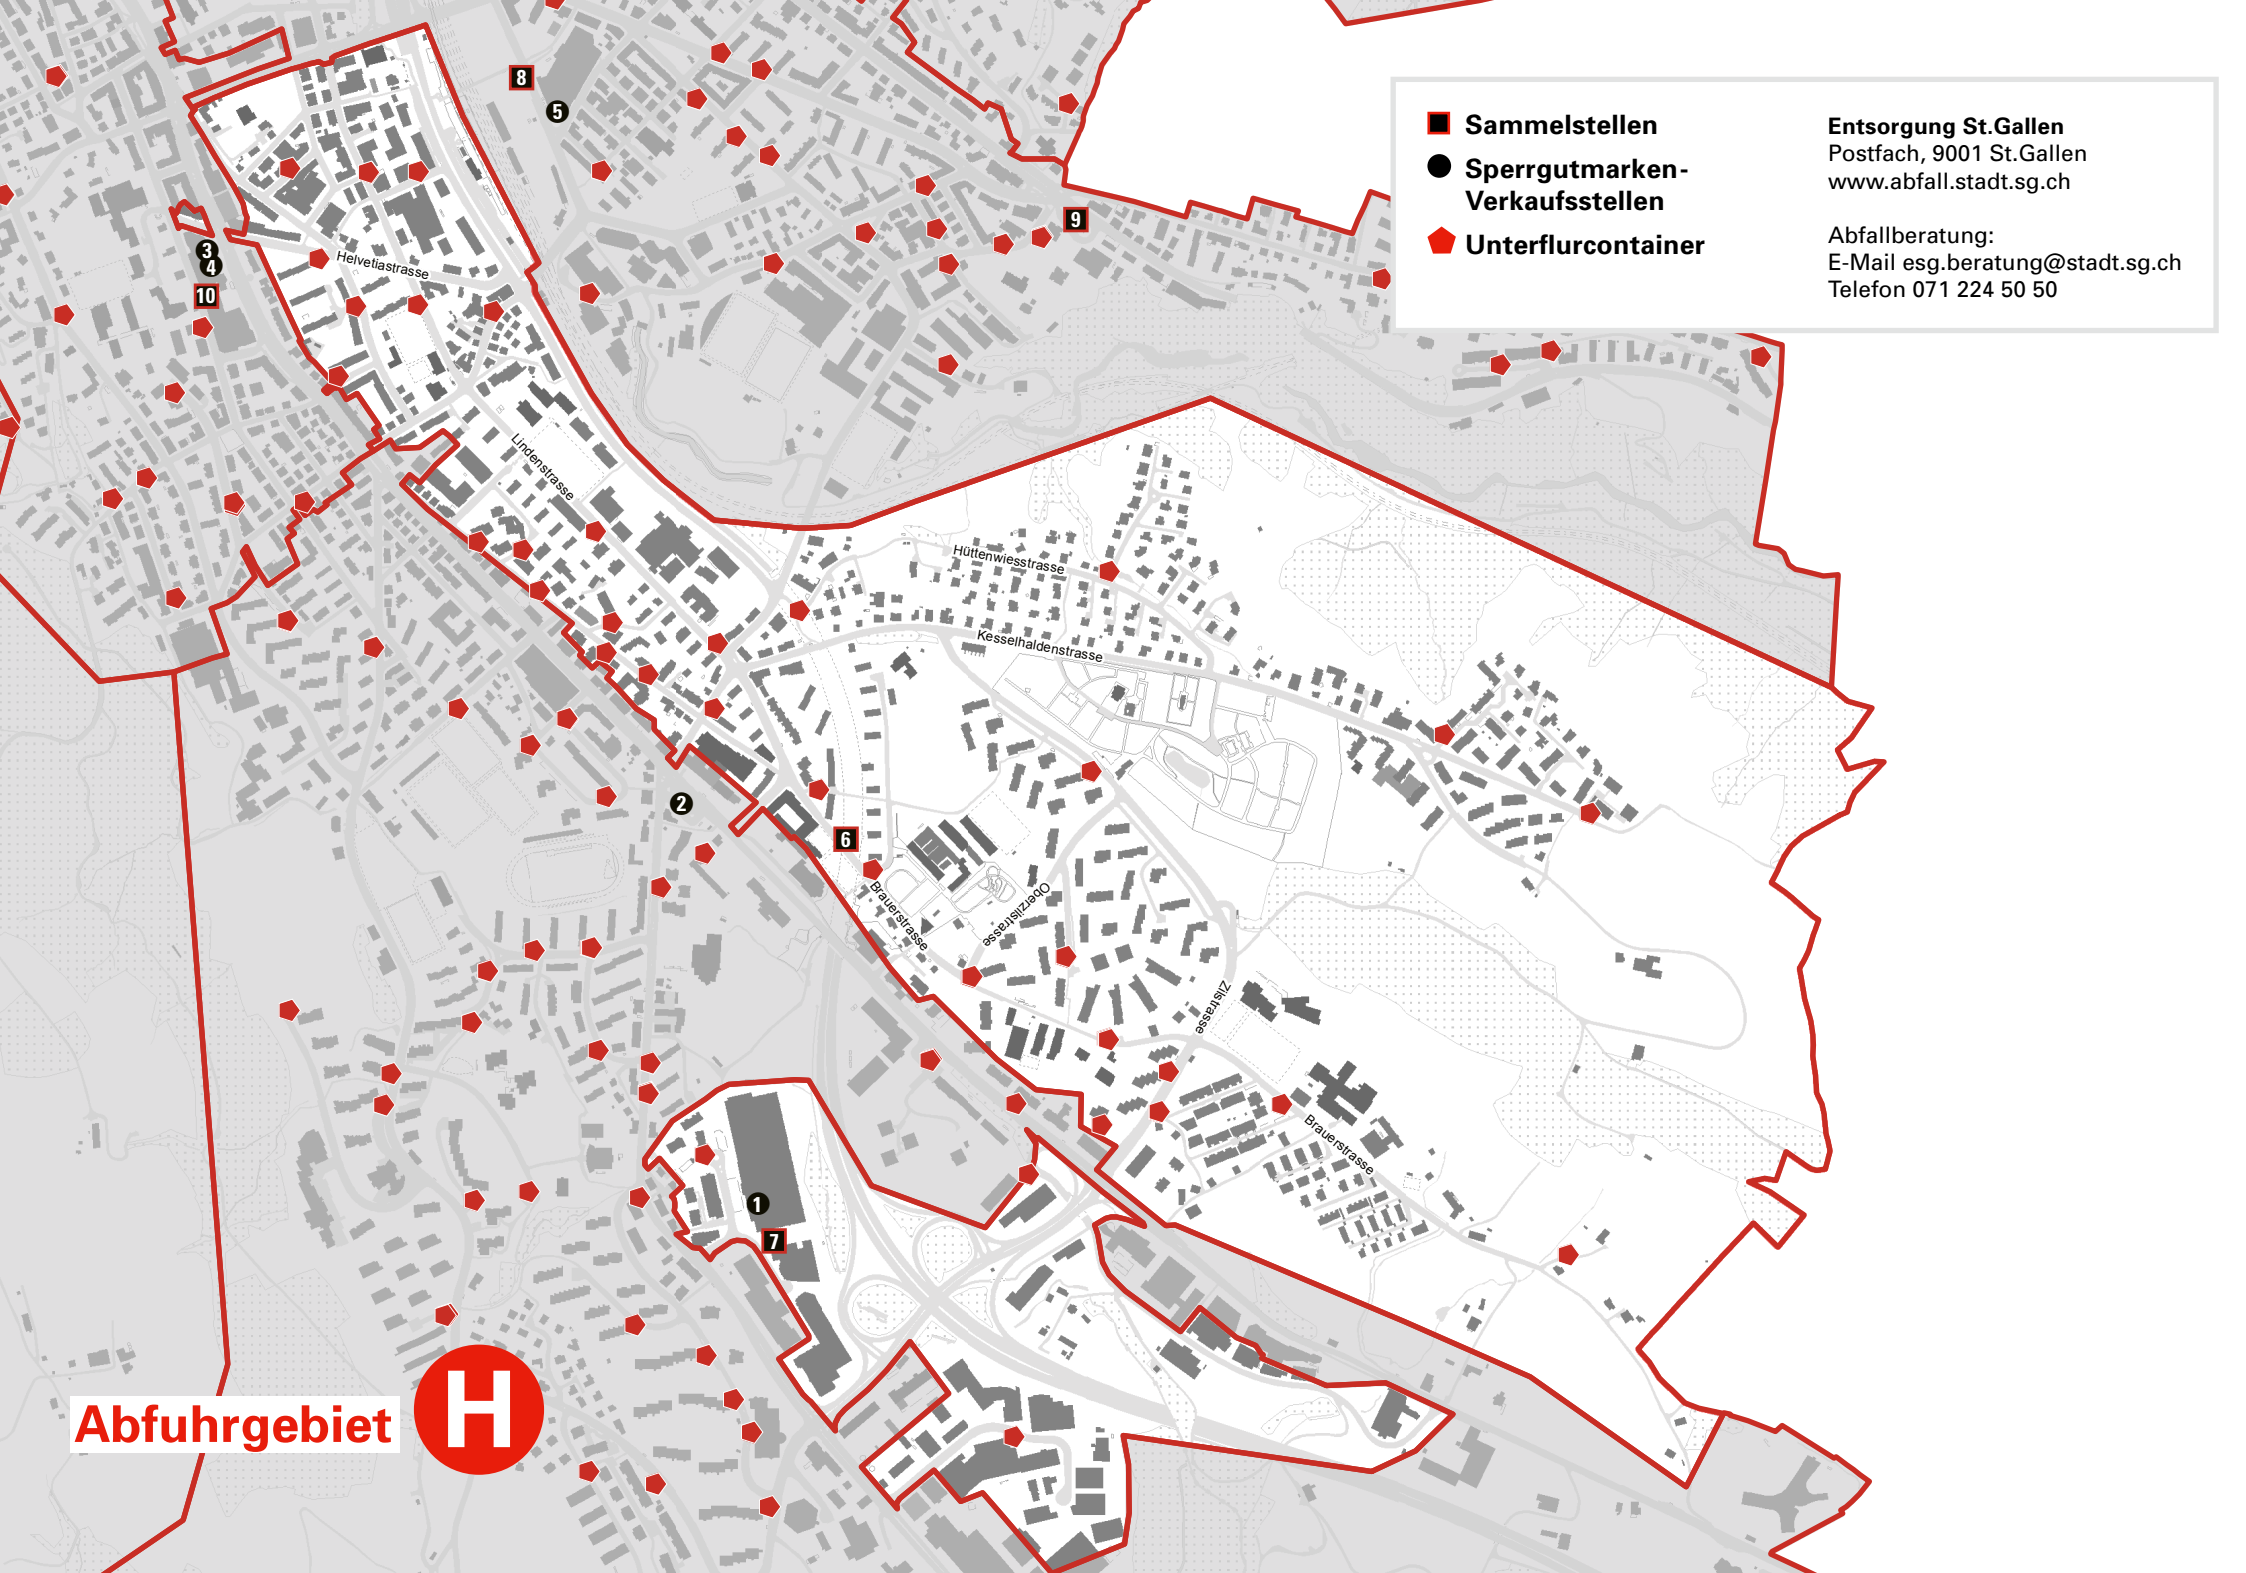 8
5
Sammelstellen
Sperrgutmarken-
Verkaufsstellen
Unterflurcontainer
Entsorgung St.Gallen
Postfach, 9001 St.Gallen
www.abfall.stadt.sg.ch
Abfallberatung:
E-Mail esg.beratung@stadt.sg.ch
Telefon 071 224 50 50
9
3
4
10
Helvetiastrasse
Lindenstrasse
Hüttenwiesstrasse
Kesselhaldenstrasse
2
6
Brauerstrasse
Oberzilstrasse
Zilstrasse
Brauerstrasse
1
7
Abfuhrgebiet H